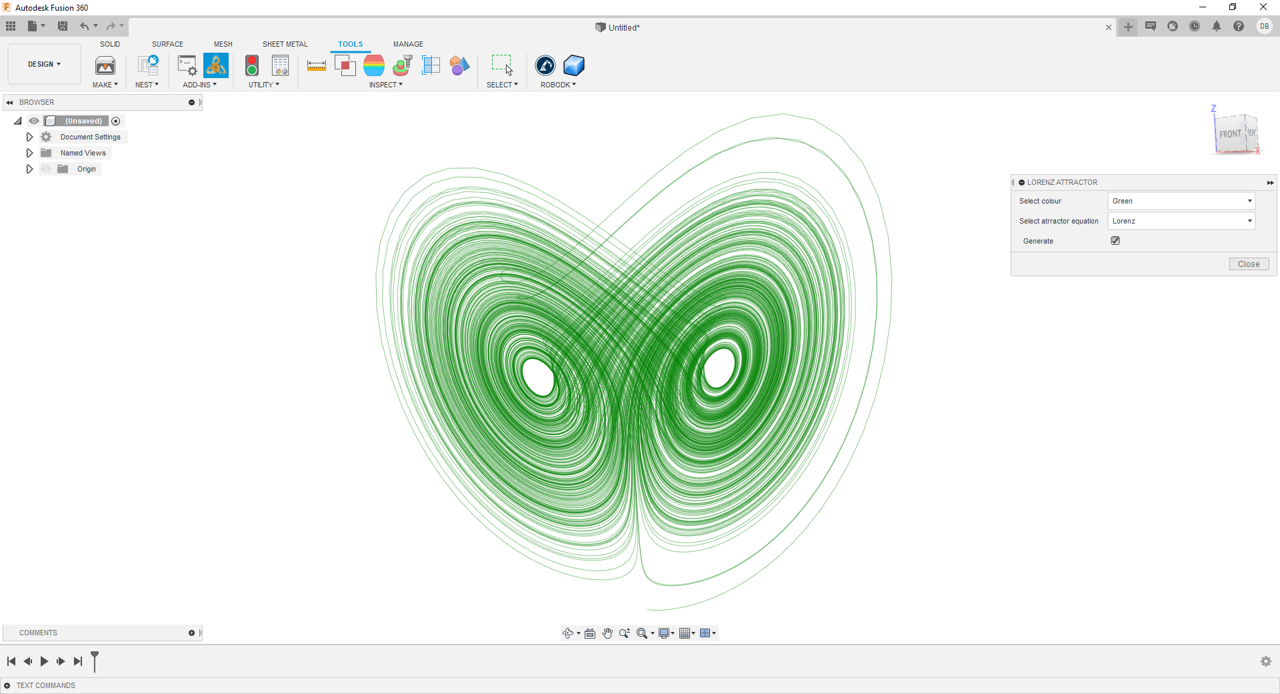 Autodesk Fusion 360
Untitled*
DB
DESIGN
SOLID SURFACE MESH SHEET METAL TOOLS MANAGE
MAKE NEST ADD-INS UTILITY INSPECT SELECT ROBODK
BROWSER
(Unsaved)
Document Settings
Named Views
Origin
Z
FRONT
X
LORENZ ATTRACTOR
Select colour Green
Select atrractor equation Lorenz
Generate
Close
COMMENTS
TEXT COMMANDS